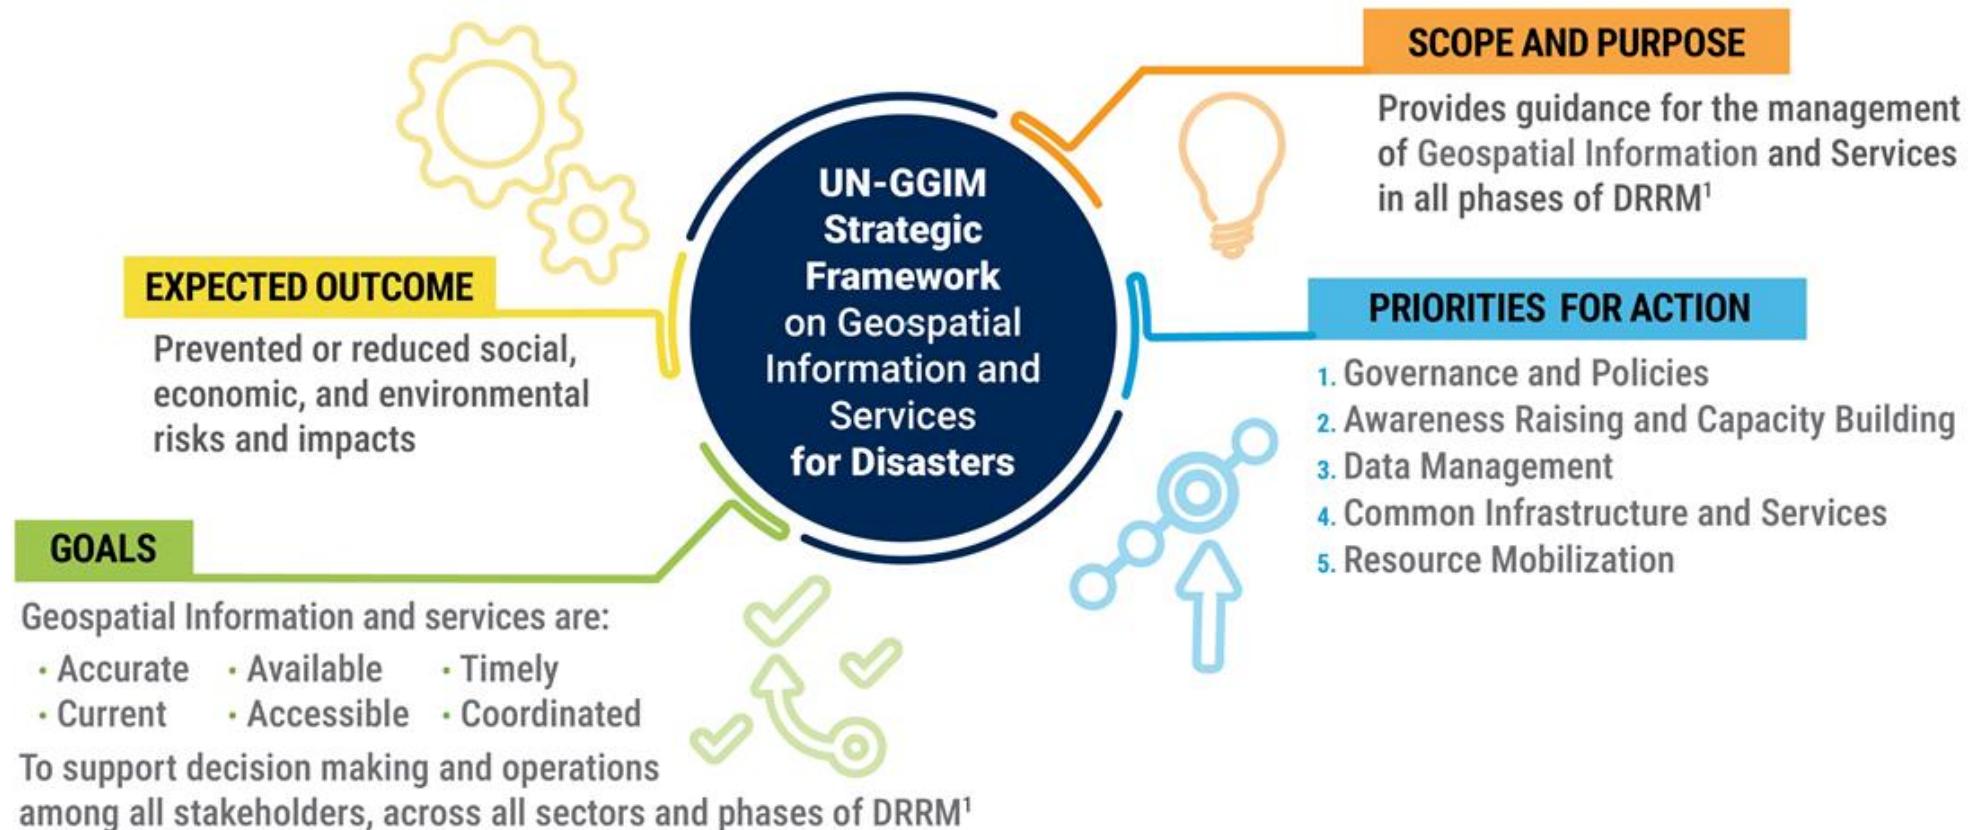 UN-GGIM
Strategic
Framework
on Geospatial
Information and
Services
for Disasters
SCOPE AND PURPOSE
Provides guidance for the management
of Geospatial Information and Services
in all phases of DRRM¹
EXPECTED OUTCOME
Prevented or reduced social,
economic, and environmental
risks and impacts
PRIORITIES FOR ACTION
1. Governance and Policies
2. Awareness Raising and Capacity Building
3. Data Management
4. Common Infrastructure and Services
5. Resource Mobilization
GOALS
Geospatial Information and services are:
· Accurate · Available · Timely
· Current · Accessible · Coordinated
To support decision making and operations
among all stakeholders, across all sectors and phases of DRRM¹